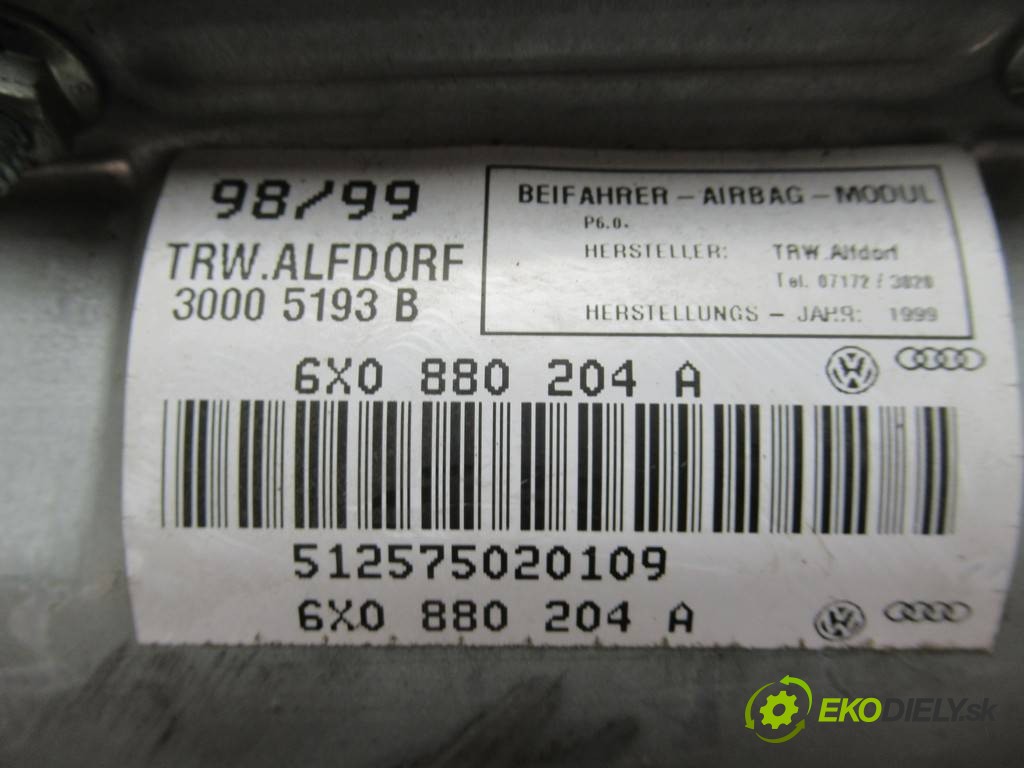 98/99
TRW.ALFDORF
3000 5193 B
BEIFAHRER - AIRBAG - MODUL
P6.0.
HERSTELLER: TRW.Alfdorf
Tel. 07172 / 3020
HERSTELLUNGS - JAHR: 1999
6X0 880 204 A
512575020109
6X0 880 204 A
EKODIELY.sk